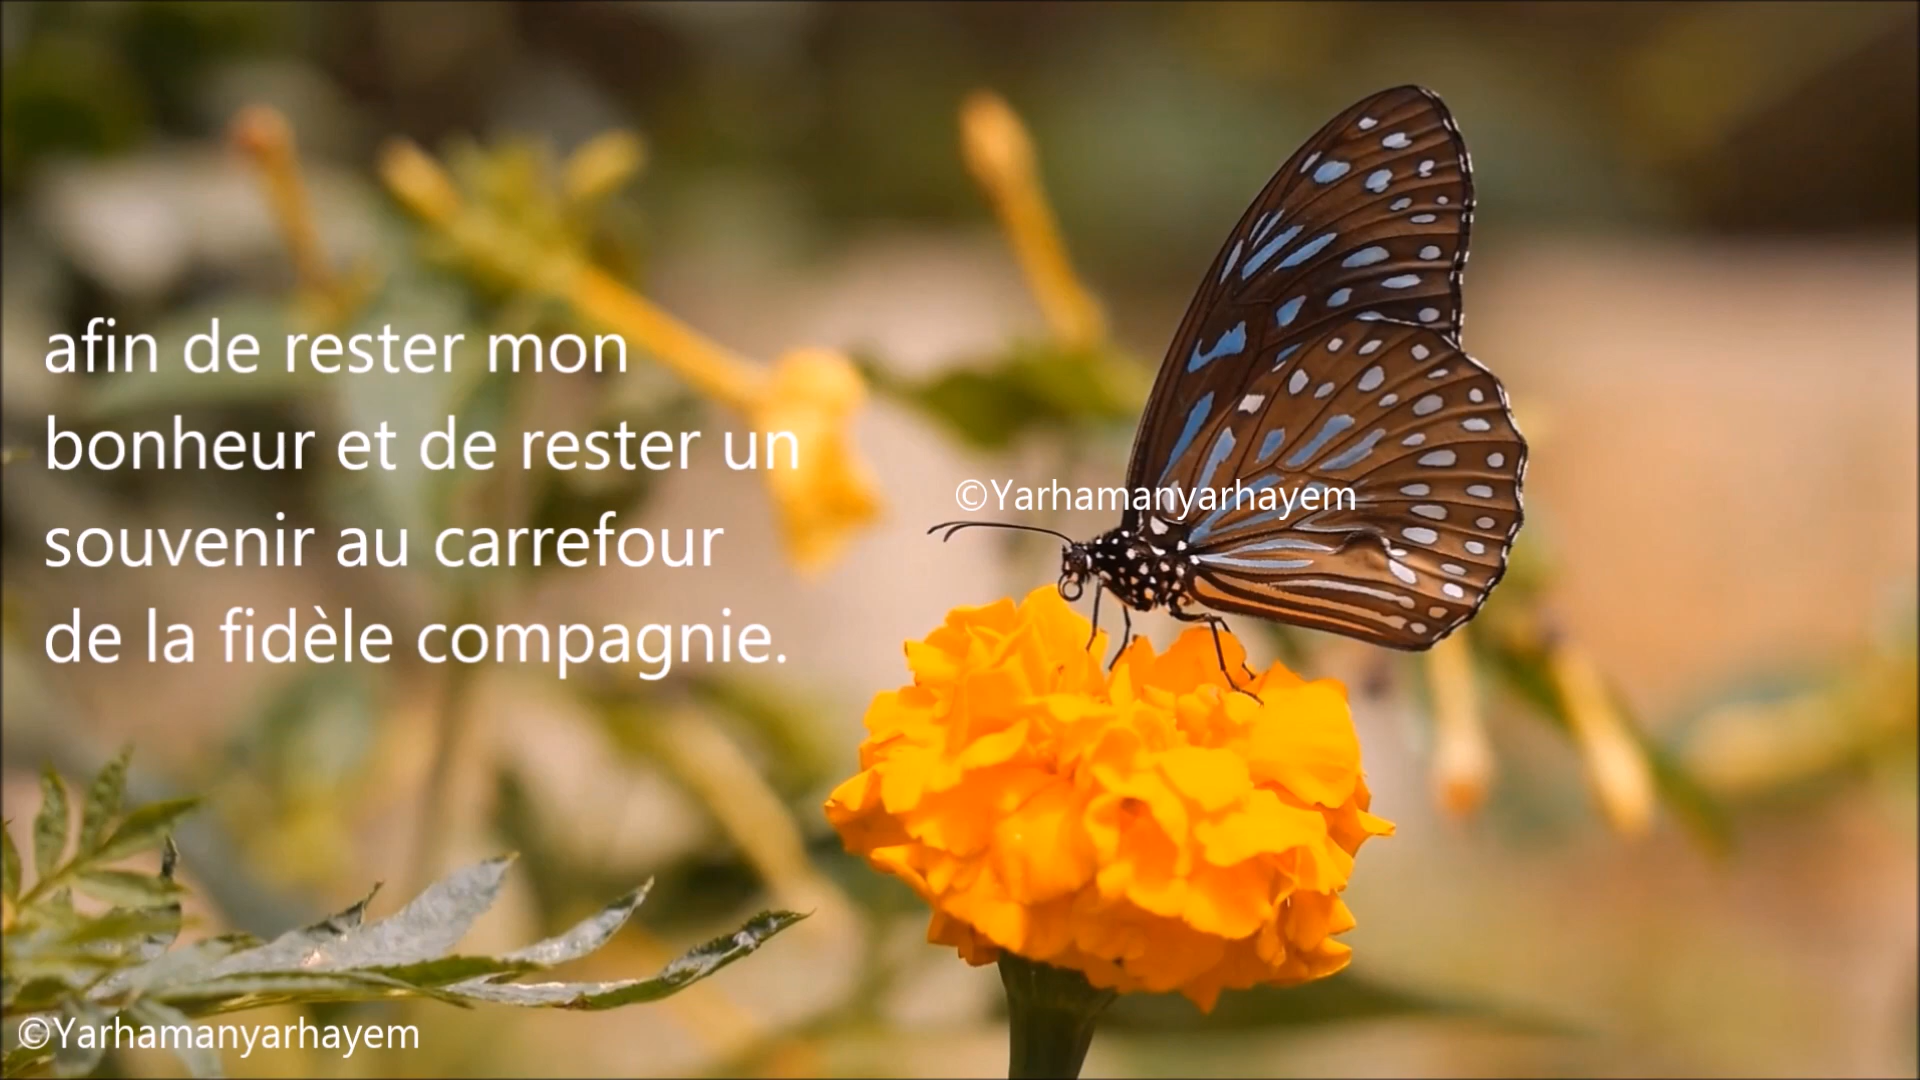 afin de rester mon
bonheur et de rester un
souvenir au carrefour
de la fidèle compagnie.
©Yarhamanyarhayem
©Yarhamanyarhayem